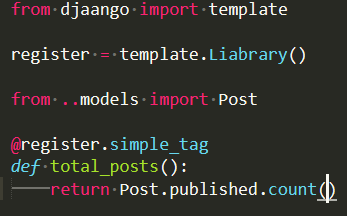 from djaango import template
register = template.Liabrary()
from ..models import Post
@register.simple_tag
def total_posts():
return Post.published.count()